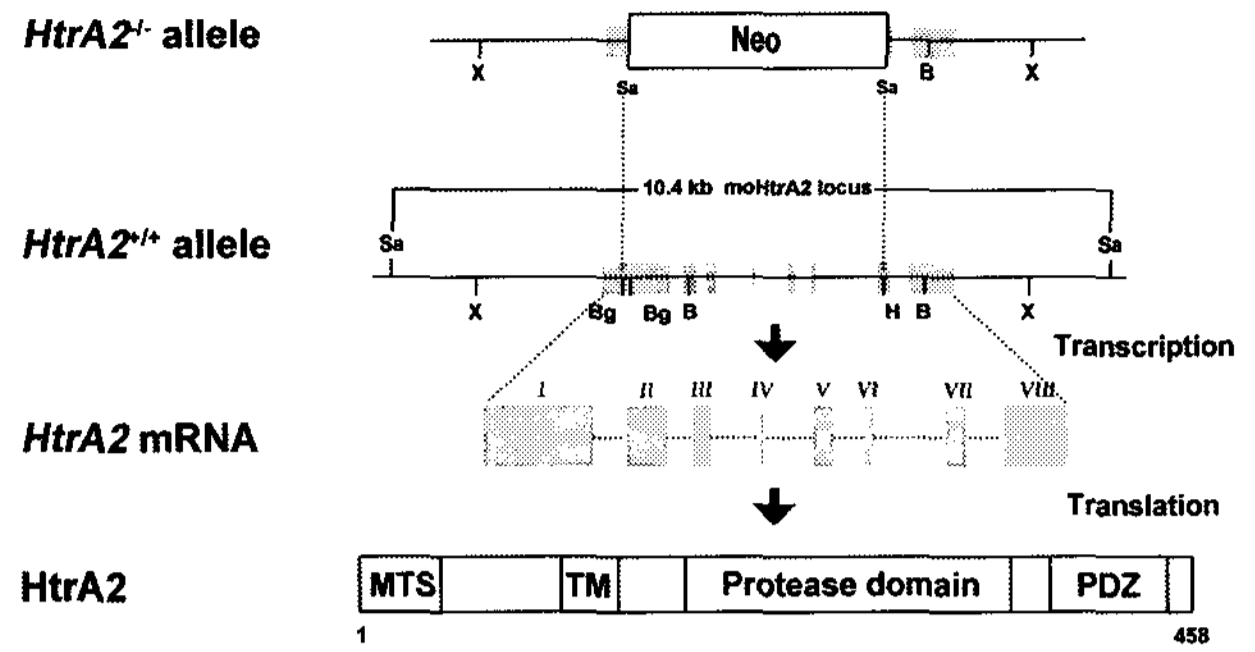 HtrA2-/- allele
Neo
X
B
X
Sa
Sa
10.4 kb moHtrA2 locus
HtrA2+/+ allele
Sa
Sa
X
Bg
Bg
B
H
B
X
Transcription
I
II
III
IV
V
VI
VII
VIII
HtrA2 mRNA
Translation
HtrA2
MTS
TM
Protease domain
PDZ
1
458